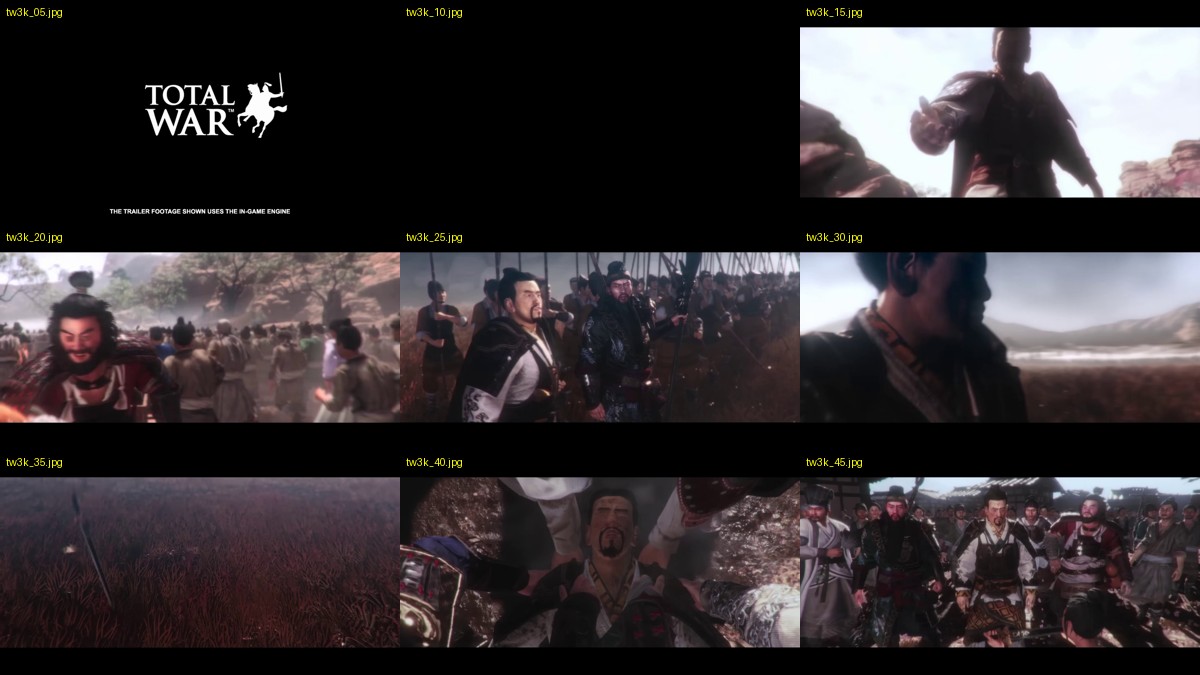 tw3k_05.jpg
tw3k_10.jpg
tw3k_15.jpg
TOTAL
WAR™
THE TRAILER FOOTAGE SHOWN USES THE IN-GAME ENGINE
tw3k_20.jpg
tw3k_25.jpg
tw3k_30.jpg
tw3k_35.jpg
tw3k_40.jpg
tw3k_45.jpg